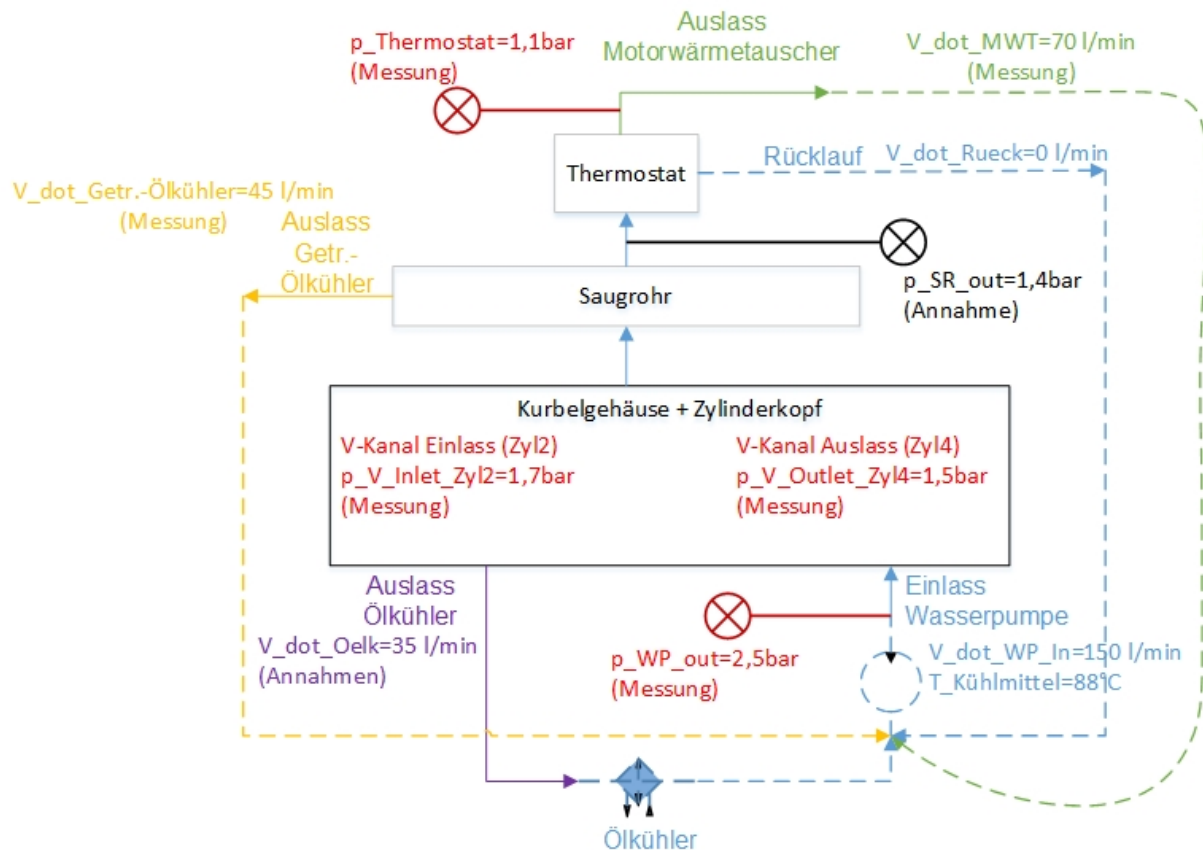 Auslass
Motorwärmetauscher
p_Thermostat=1,1bar
(Messung)
V_dot_MWT=70 l/min
(Messung)
Thermostat
Rücklauf
V_dot_Rueck=0 l/min
V_dot_Getr.-Ölkühler=45 l/min
(Messung)
Auslass
Getr.-
Ölkühler
Saugrohr
p_SR_out=1,4bar
(Annahme)
Kurbelgehäuse + Zylinderkopf
V-Kanal Einlass (Zyl2)
p_V_Inlet_Zyl2=1,7bar
(Messung)
V-Kanal Auslass (Zyl4)
p_V_Outlet_Zyl4=1,5bar
(Messung)
Auslass
Ölkühler
V_dot_Oelk=35 l/min
(Annahmen)
Einlass
Wasserpumpe
p_WP_out=2,5bar
(Messung)
V_dot_WP_In=150 l/min
T_Kühlmittel=88°C
Ölkühler